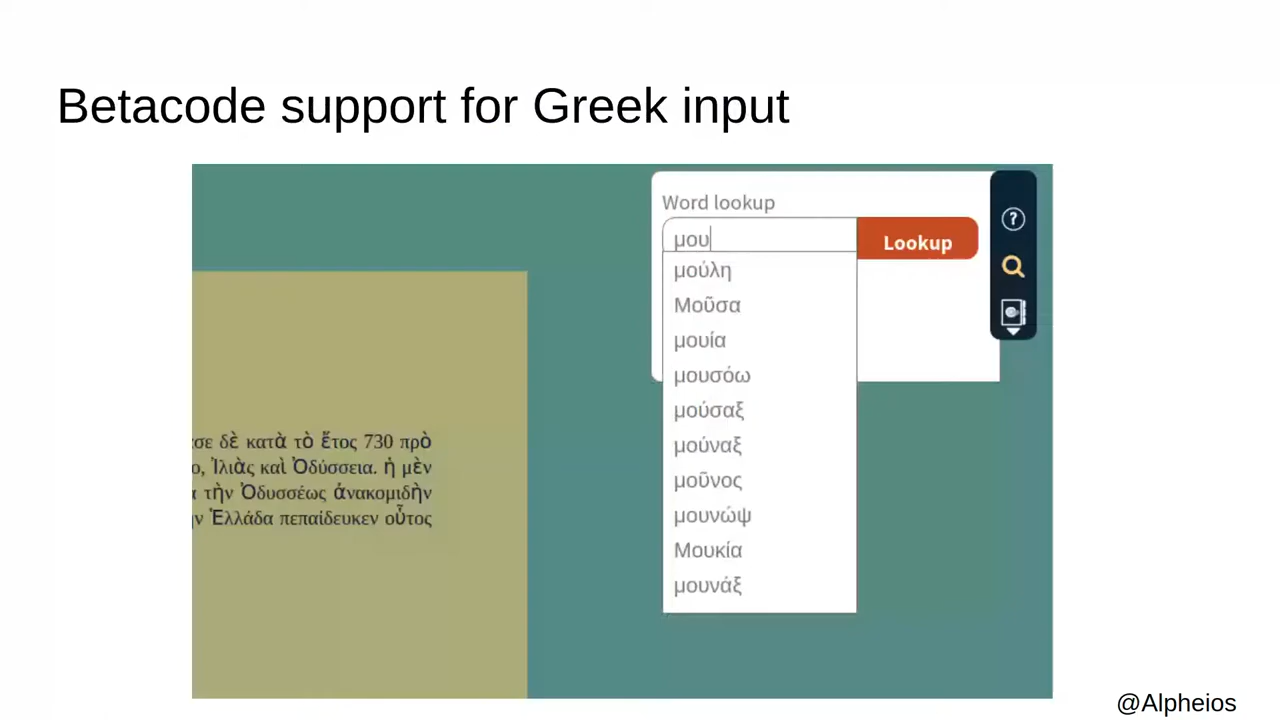 Betacode support for Greek input
Word lookup
μου
Lookup
μούλη
Μοῦσα
μουία
μουσόω
μούσαξ
μούναξ
μοῦνος
μουνώψ
Μουκία
μουνάξ
σε δὲ κατὰ τὸ ἔτος 730 πρὸ
ο, Ἰλιὰς καὶ Ὀδύσσεια. ἡ μὲν
τὴν Ὀδυσσέως ἀνακομιδὴν
ν Ἑλλάδα πεπαίδευκεν οὗτος
@Alpheios